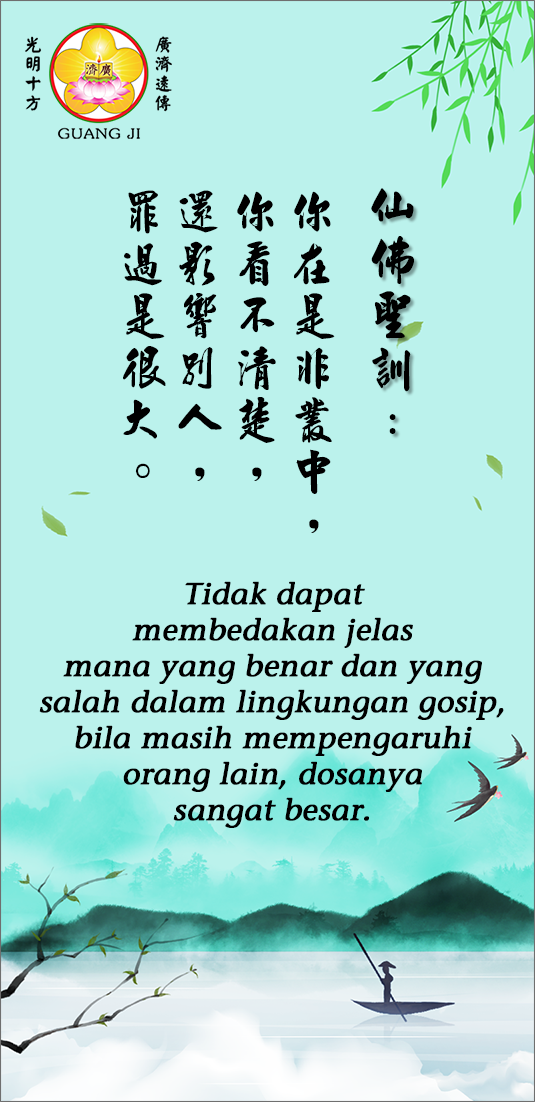 光明十方
廣濟遠傳
濟廣
GUANG JI
仙佛聖訓：
你在是非叢中，
你看不清楚，
還影響別人，
罪過是很大。
Tidak dapat
membedakan jelas
mana yang benar dan yang
salah dalam lingkungan gosip,
bila masih mempengaruhi
orang lain, dosanya
sangat besar.